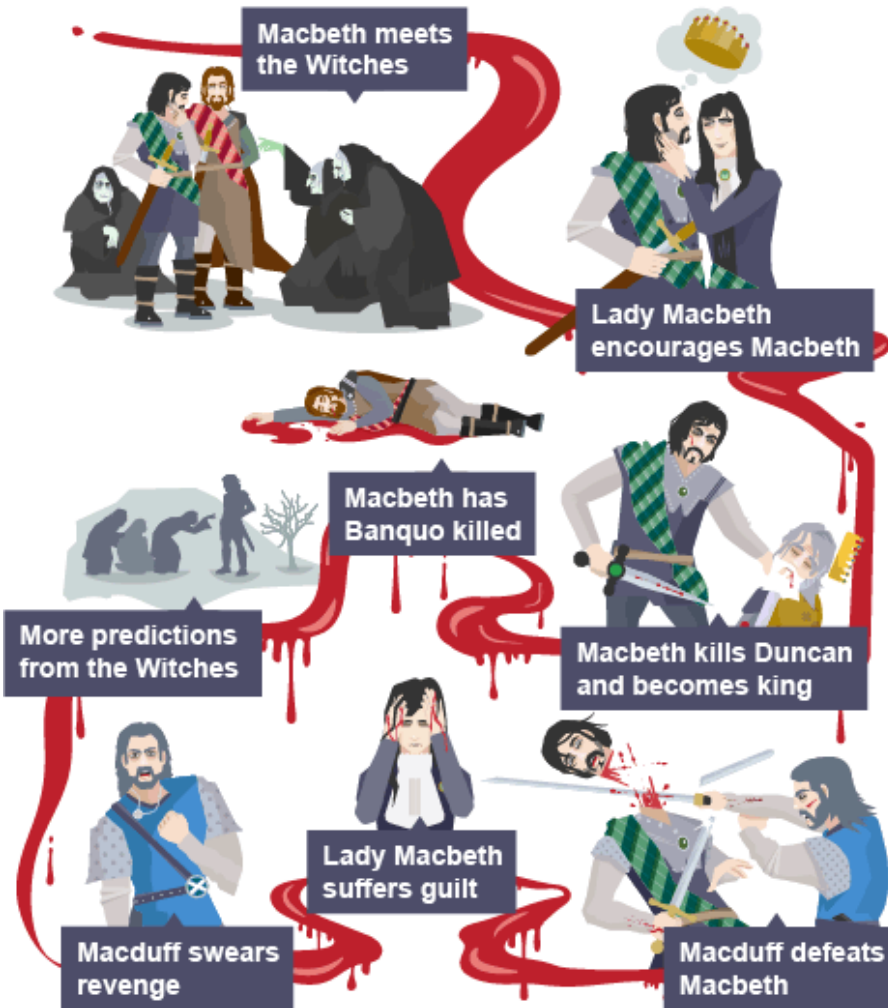 Macbeth meets
the Witches
Lady Macbeth
encourages Macbeth
Macbeth kills Duncan
and becomes king
Macbeth has
Banquo killed
More predictions
from the Witches
Macduff swears
revenge
Lady Macbeth
suffers guilt
Macduff defeats
Macbeth